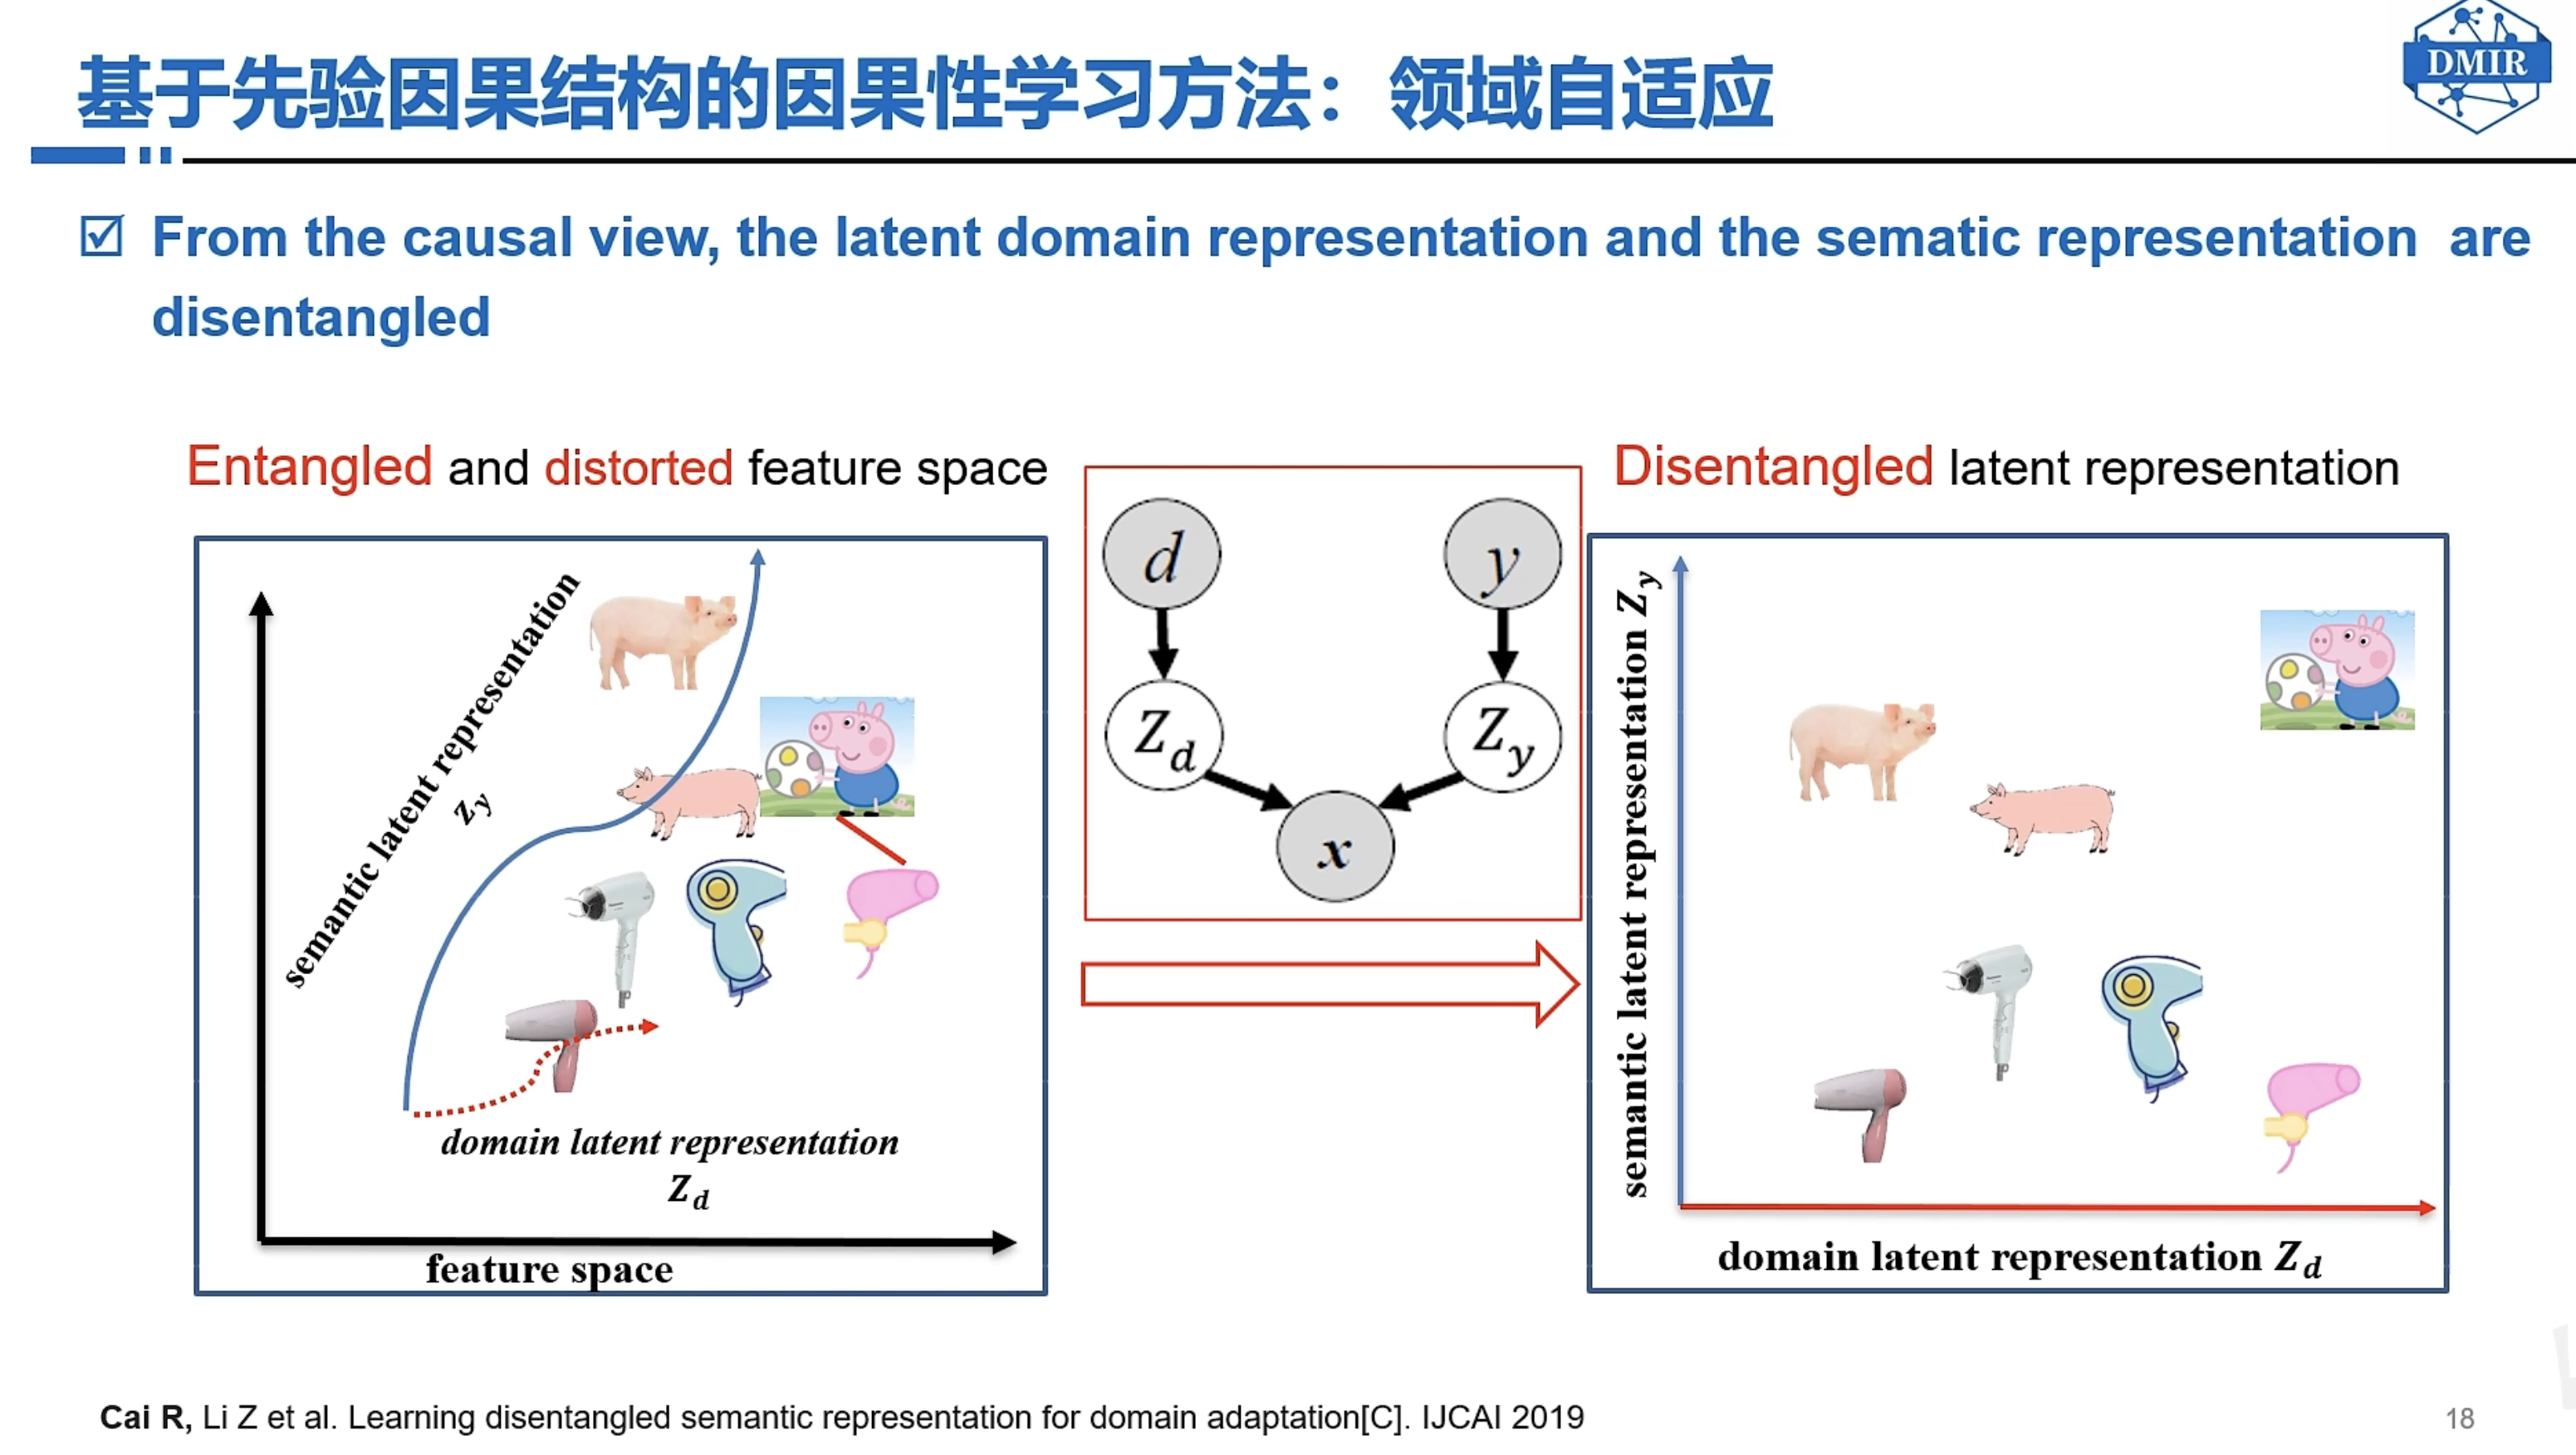 基于先验因果结构的因果性学习方法：领域自适应
DMIR
From the causal view, the latent domain representation and the sematic representation are
disentangled
Entangled and distorted feature space
semantic latent representation
z_y
domain latent representation
Z_d
feature space
d
y
Z_d
Z_y
x
Disentangled latent representation
semantic latent representation Z_y
domain latent representation Z_d
Cai R, Li Z et al. Learning disentangled semantic representation for domain adaptation[C]. IJCAI 2019
18